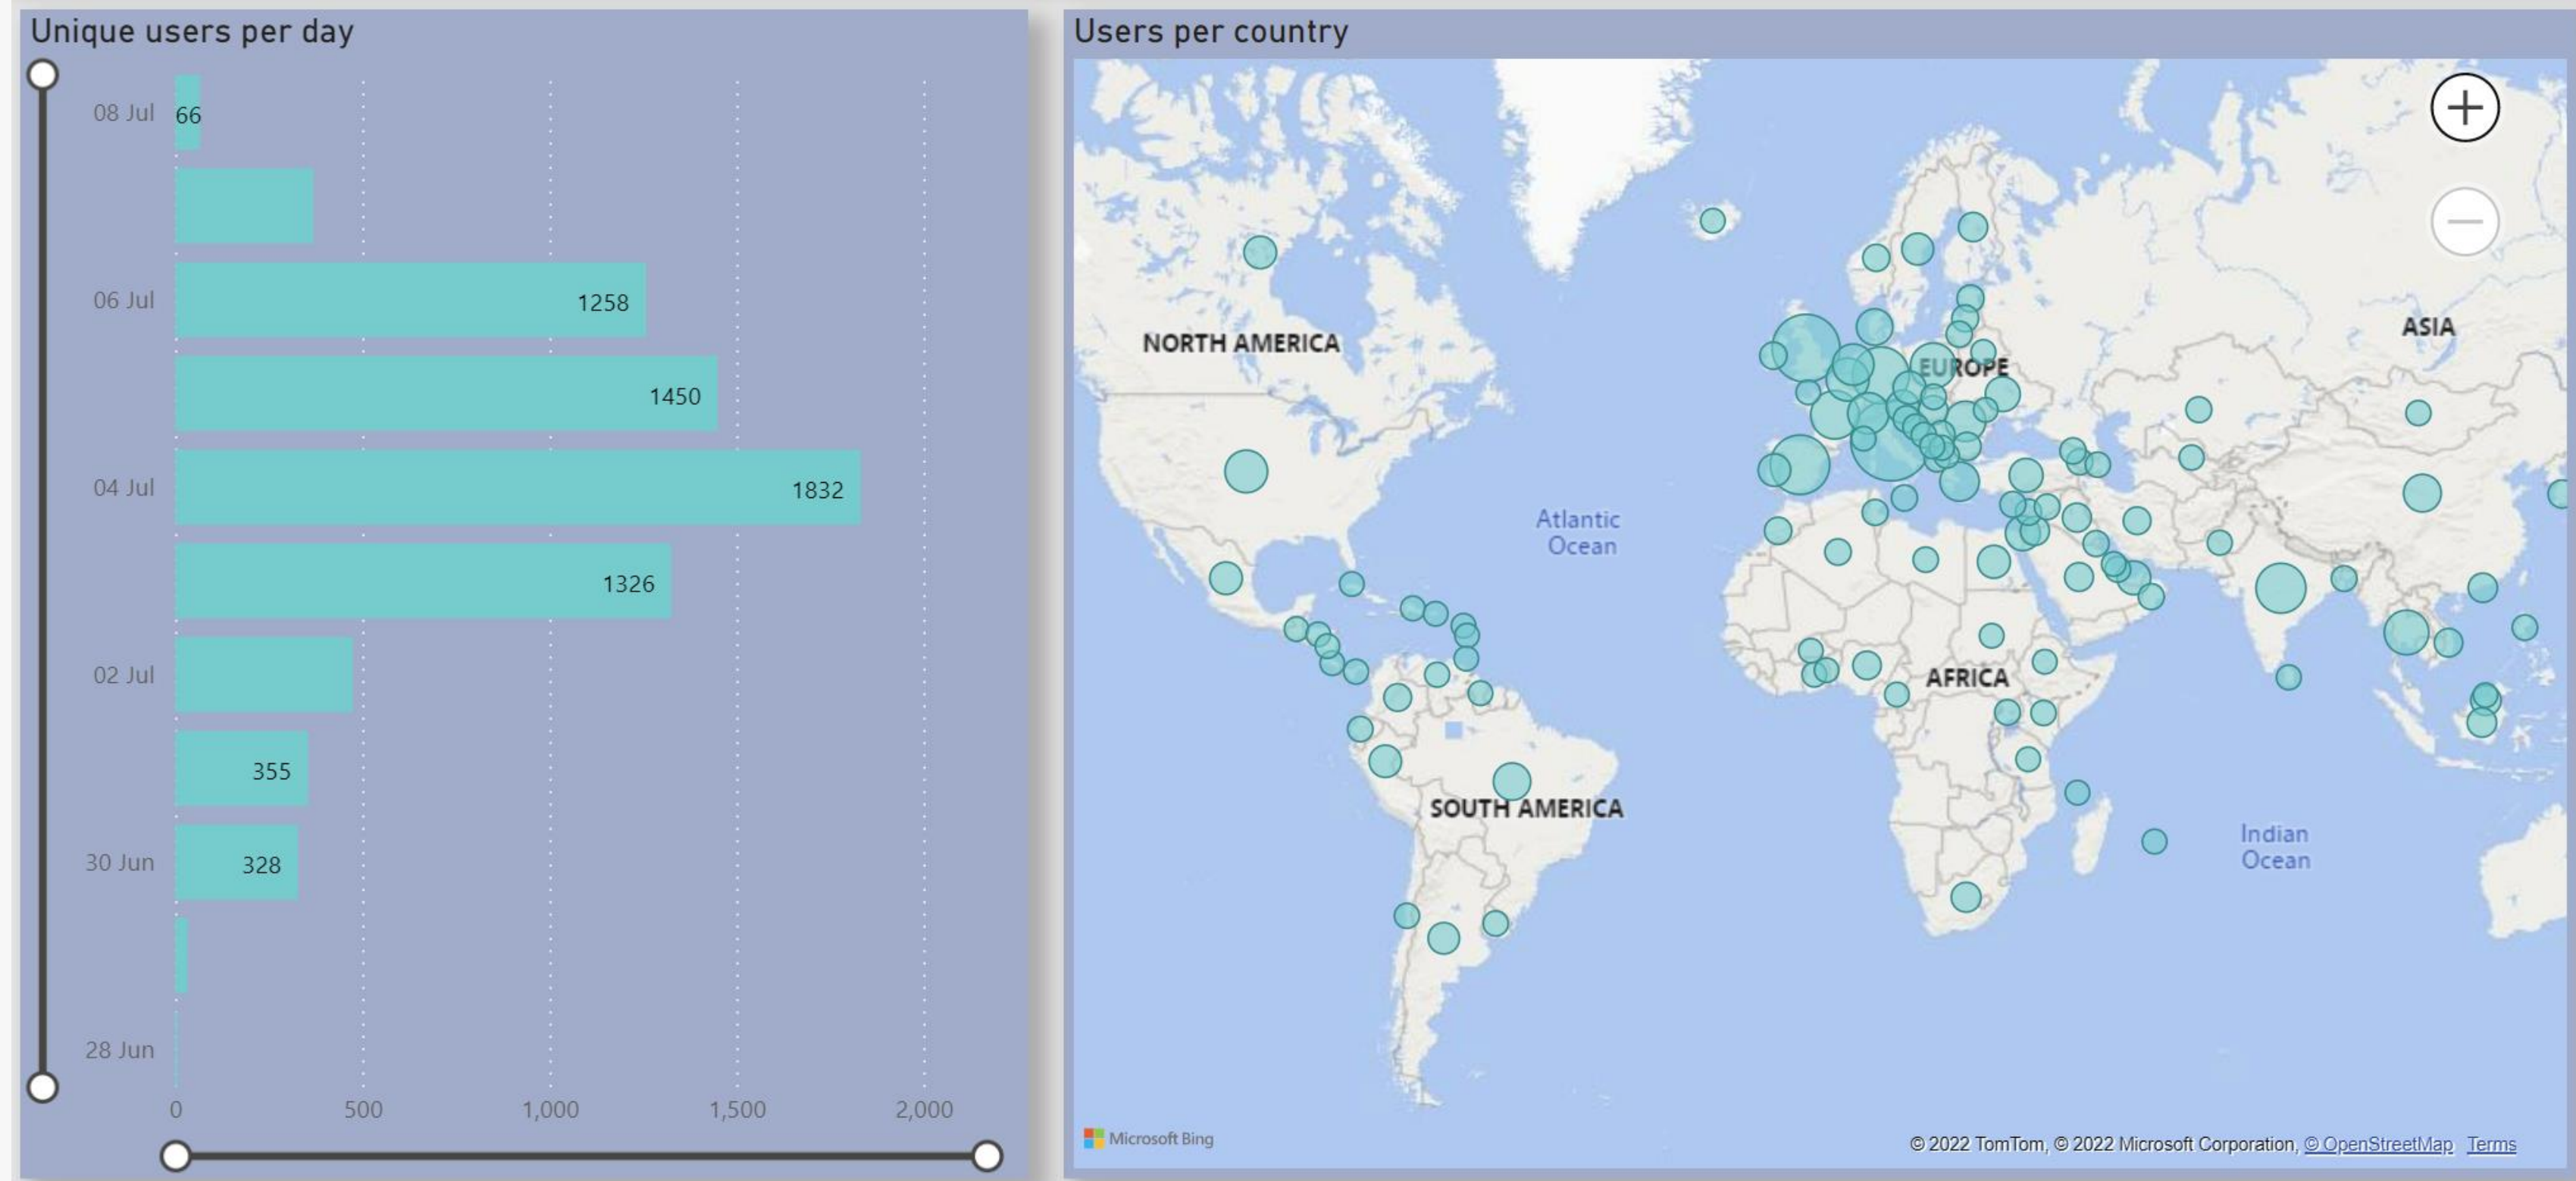 Unique users per day
08 Jul
66
06 Jul
1258
1450
04 Jul
1832
1326
02 Jul
355
30 Jun
328
28 Jun
0
500
1,000
1,500
2,000
Users per country
NORTH AMERICA
EUROPE
ASIA
Atlantic
Ocean
AFRICA
SOUTH AMERICA
Indian
Ocean
Microsoft Bing
© 2022 TomTom, © 2022 Microsoft Corporation, © OpenStreetMap Terms